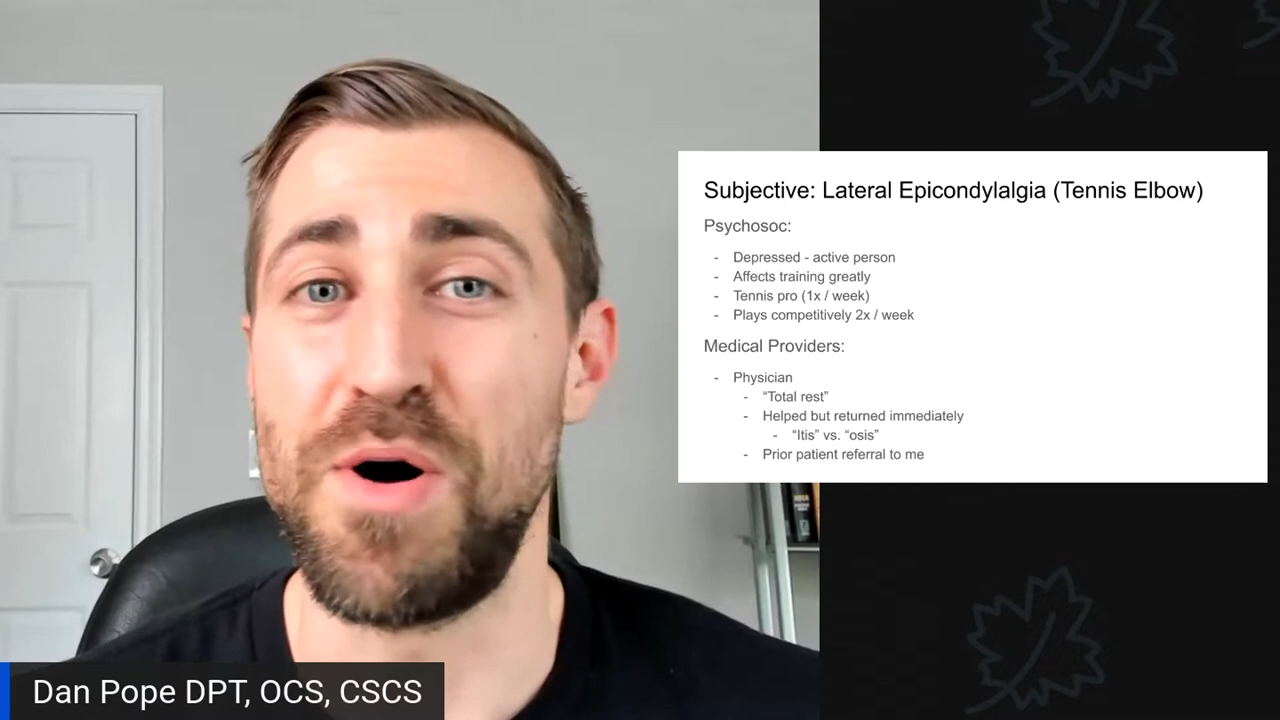 Subjective: Lateral Epicondylalgia (Tennis Elbow)
Psychosoc:
- Depressed - active person
- Affects training greatly
- Tennis pro (1x / week)
- Plays competitively 2x / week
Medical Providers:
- Physician
- “Total rest”
- Helped but returned immediately
- “Itis” vs. “osis”
- Prior patient referral to me
Dan Pope DPT, OCS, CSCS